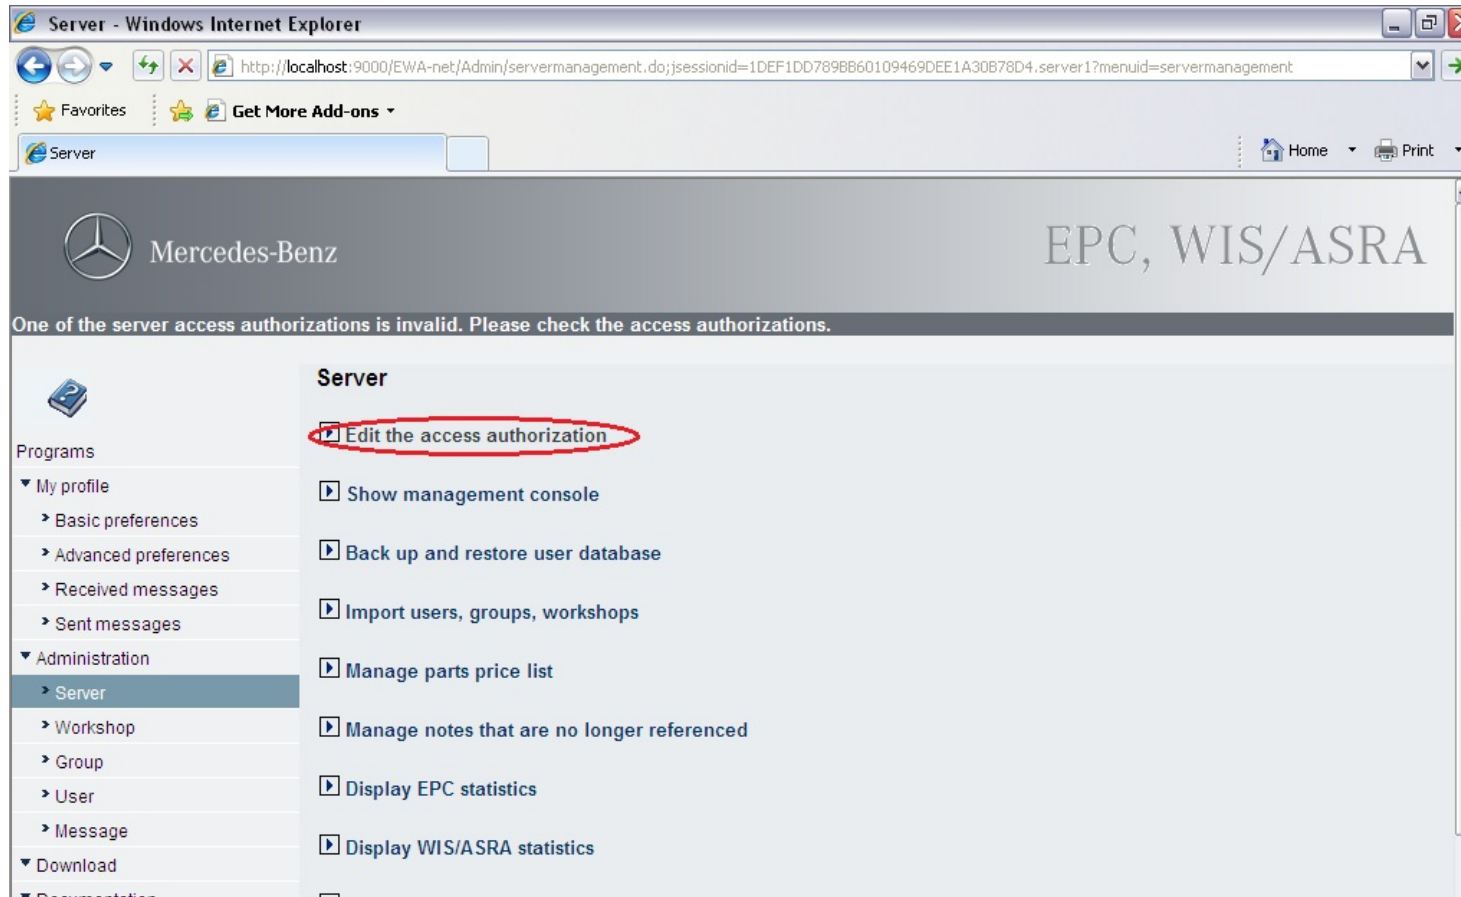 Server - Windows Internet Explorer
http://localhost:9000/EWA-net/Admin/servermanagement.do;jsessionid=1DEF1DD789BB60109469DEE1A30B78D4.server1?menuid=servermanagement
Favorites Get More Add-ons
Server Home Print
Mercedes-Benz EPC, WIS/ASRA
One of the server access authorizations is invalid. Please check the access authorizations.
Server
Edit the access authorization
Programs
My profile
Show management console
Basic preferences
Advanced preferences
Back up and restore user database
Received messages
Import users, groups, workshops
Sent messages
Administration
Manage parts price list
Server
Workshop
Manage notes that are no longer referenced
Group
User
Display EPC statistics
Message
Display WIS/ASRA statistics
Download
Documentation